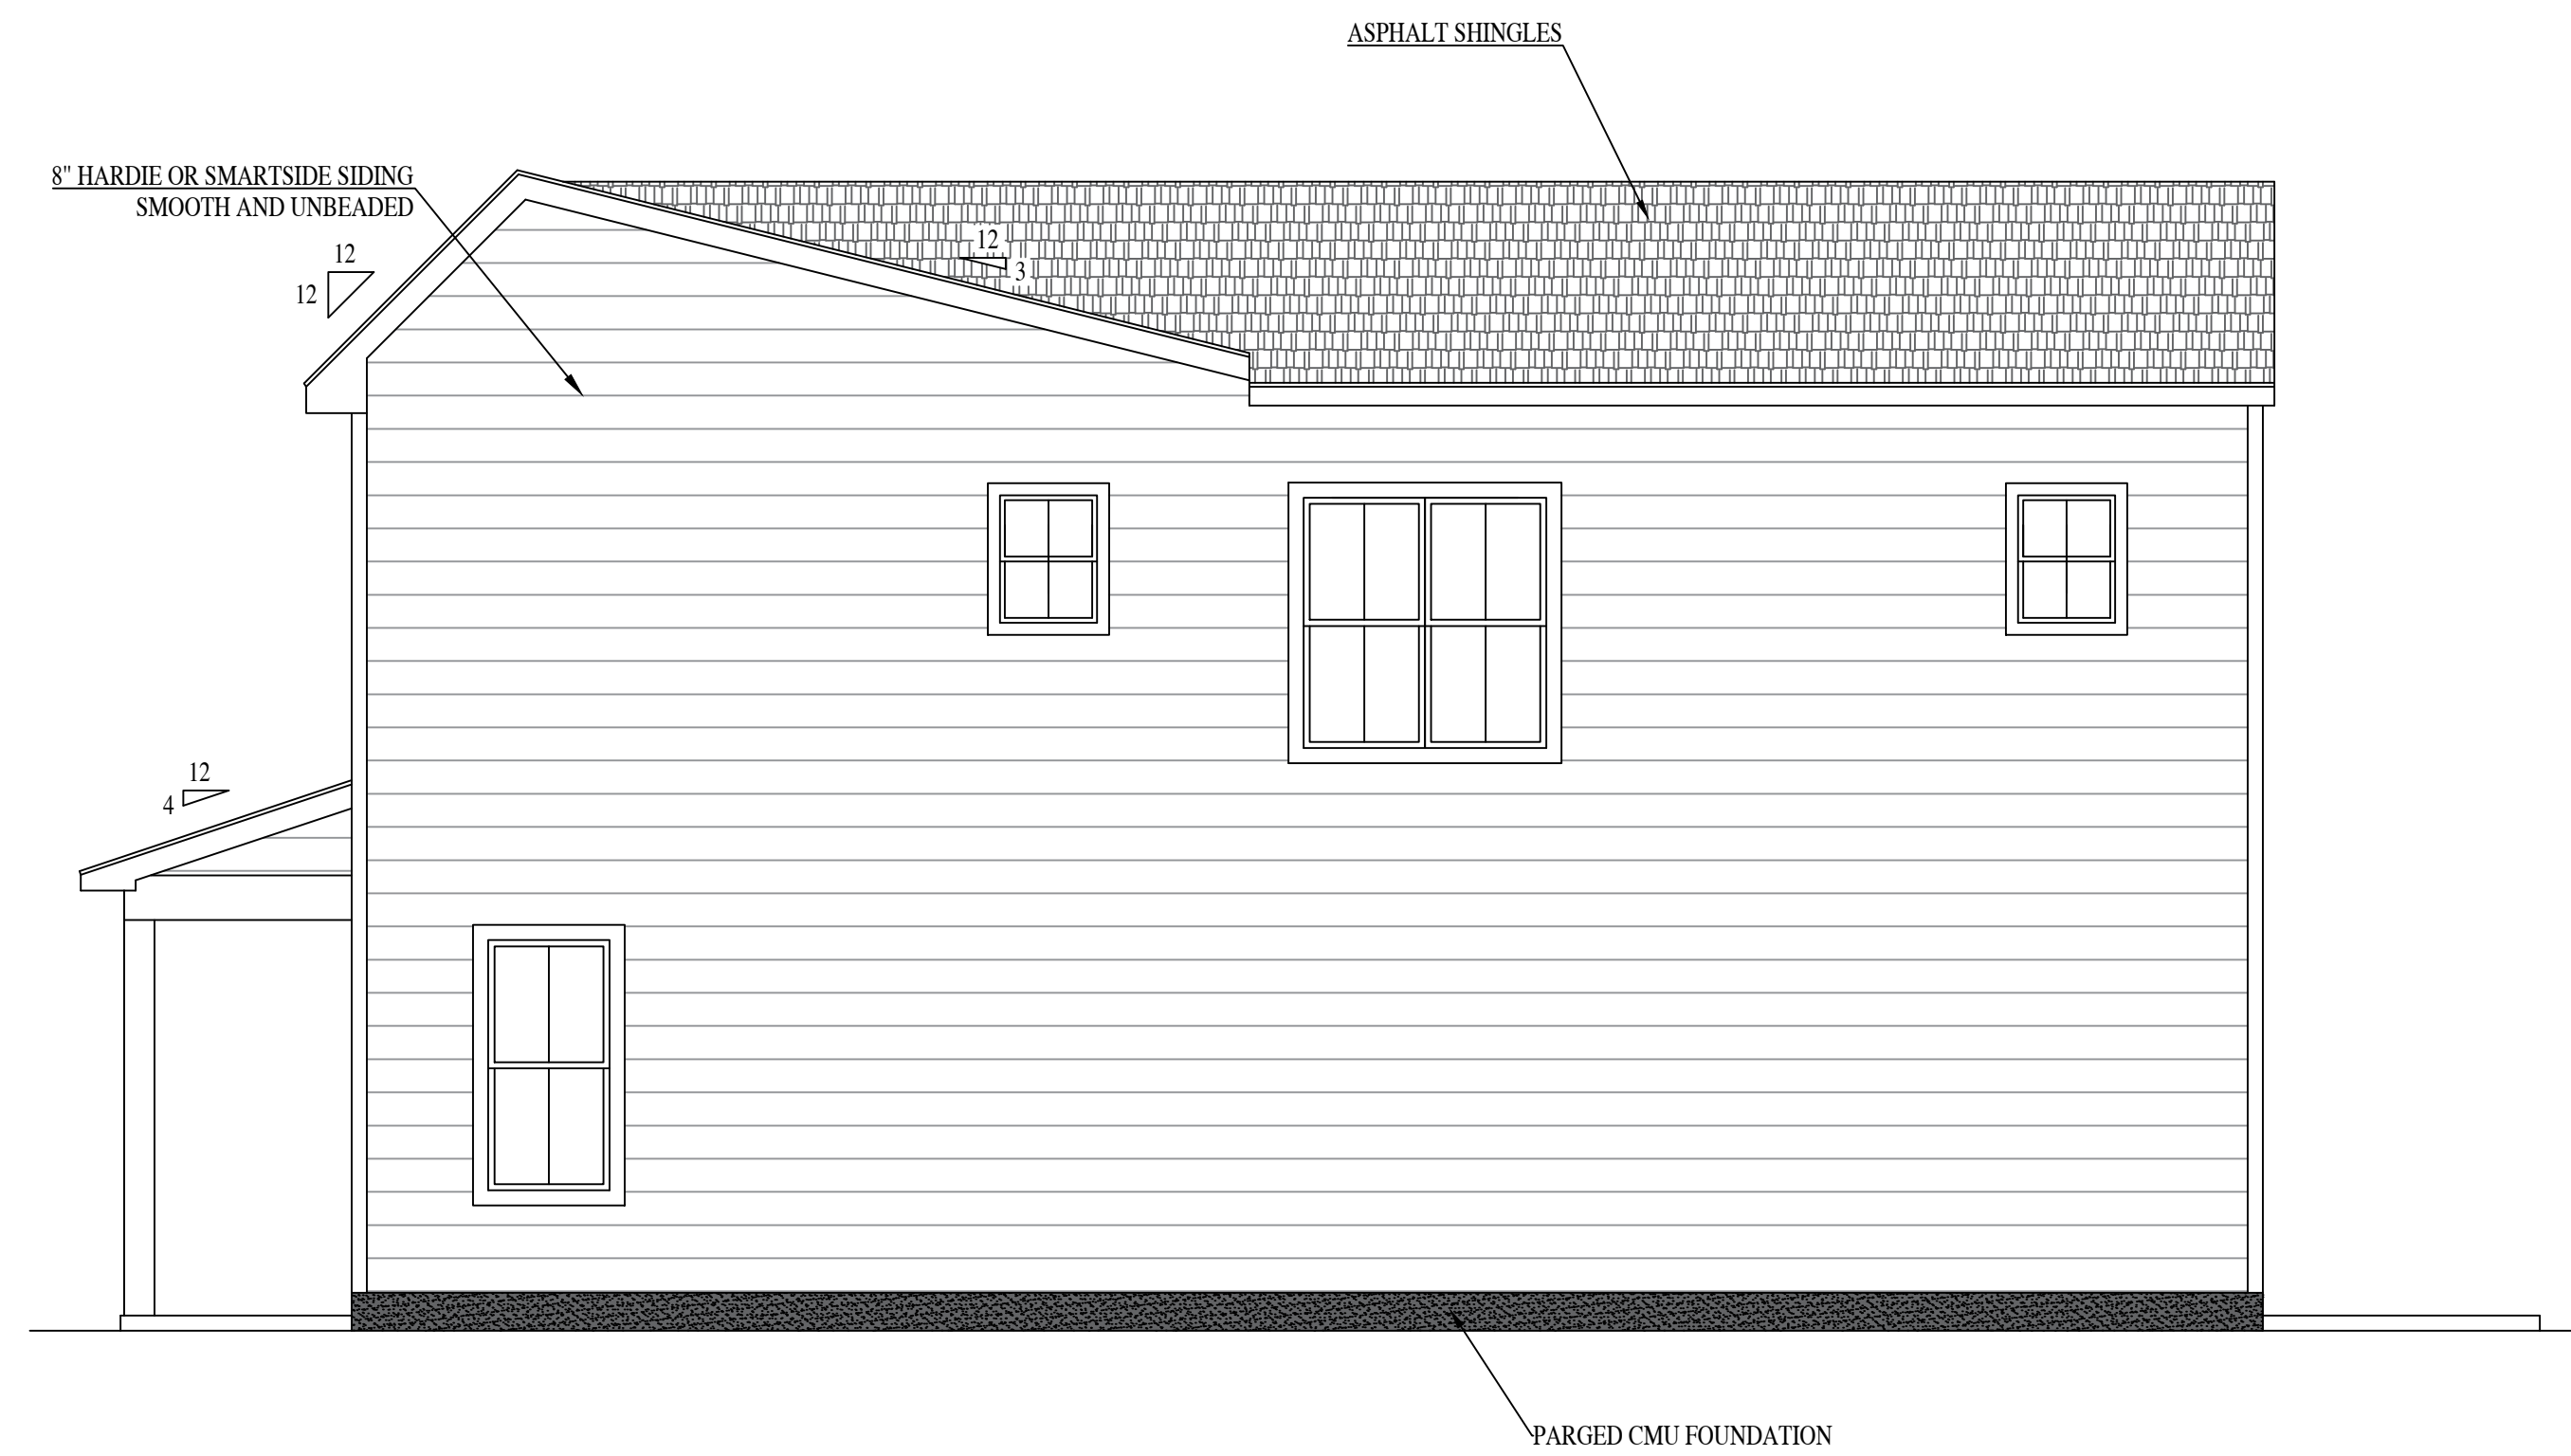 ASPHALT SHINGLES
8" HARDIE OR SMARTSIDE SIDING
SMOOTH AND UNBEADED
12
12
12
3
12
4
PARGED CMU FOUNDATION